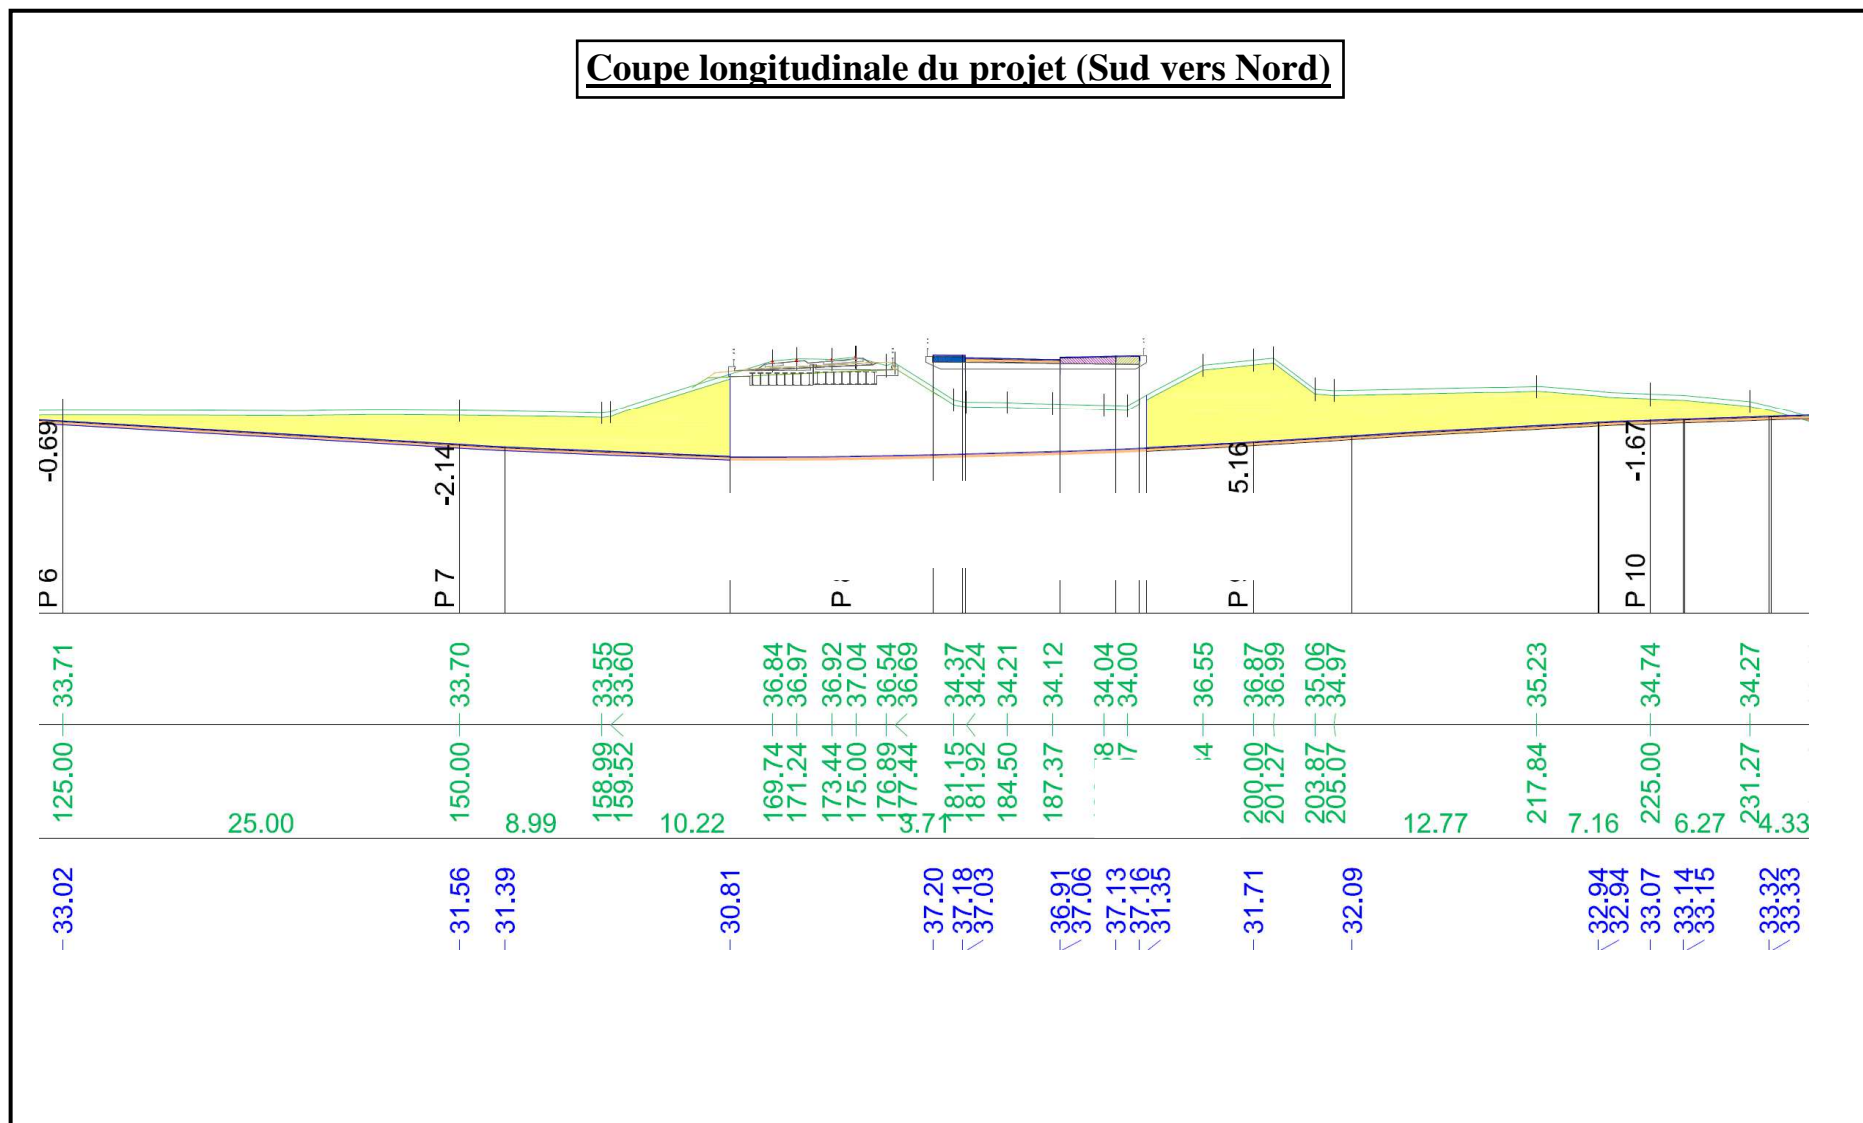 Coupe longitudinale du projet (Sud vers Nord)
-0.69 -2.14 5.16 -1.67
P 6 P 7 P P P 10
33.71 33.70 33.55 33.60 36.84 36.97 36.92 37.04 36.54 36.69 34.37 34.24 34.21 34.12 34.04 34.00 36.55 36.87 36.99 35.06 34.97 35.23 34.74 34.27
125.00 150.00 158.99 159.52 169.74 171.24 173.44 175.00 176.89 177.44 181.15 181.92 184.50 187.37 200.00 201.27 203.87 205.07 217.84 225.00 231.27
25.00 8.99 10.22 3.71 12.77 7.16 6.27 4.33
33.02 31.56 31.39 30.81 37.20 37.18 37.03 36.91 37.06 37.13 37.16 31.35 31.71 32.09 32.94 32.94 33.07 33.14 33.15 33.32 33.33